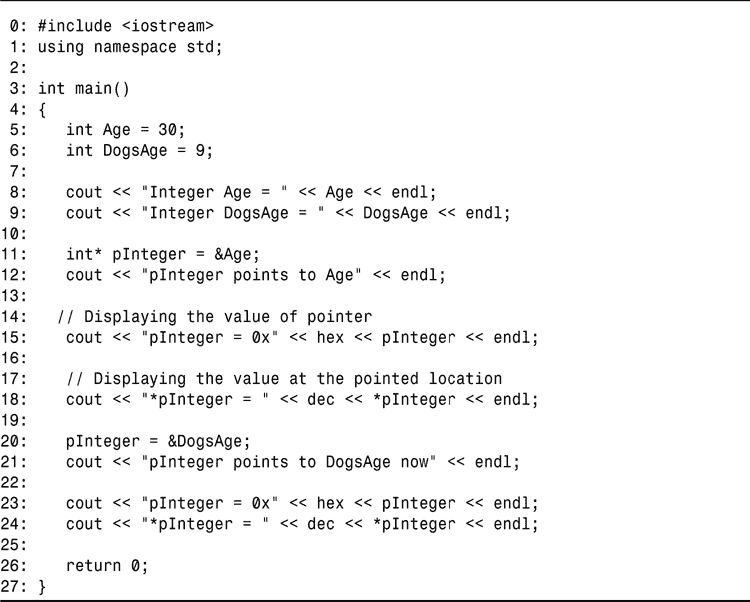 0: #include <iostream>
1: using namespace std;
2:
3: int main()
4: {
5:    int Age = 30;
6:    int DogsAge = 9;
7:
8:    cout << "Integer Age = " << Age << endl;
9:    cout << "Integer DogsAge = " << DogsAge << endl;
10:
11:    int* pInteger = &Age;
12:    cout << "pInteger points to Age" << endl;
13:
14:   // Displaying the value of pointer
15:    cout << "pInteger = 0x" << hex << pInteger << endl;
16:
17:    // Displaying the value at the pointed location
18:    cout << "*pInteger = " << dec << *pInteger << endl;
19:
20:    pInteger = &DogsAge;
21:    cout << "pInteger points to DogsAge now" << endl;
22:
23:    cout << "pInteger = 0x" << hex << pInteger << endl;
24:    cout << "*pInteger = " << dec << *pInteger << endl;
25:
26:    return 0;
27: }